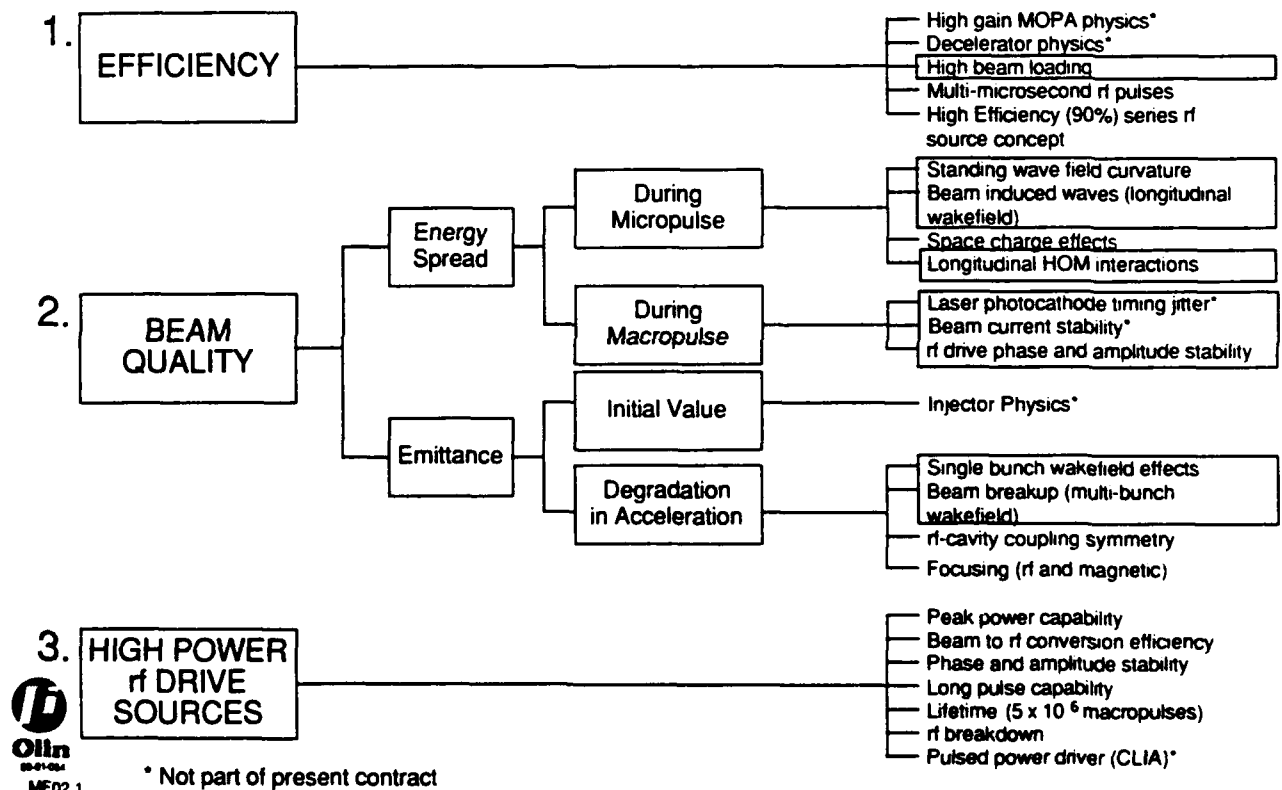 1.
EFFICIENCY
High gain MOPA physics*
Decelerator physics*
High beam loading
Multi-microsecond rf pulses
High Efficiency (90%) series rf
source concept
2.
BEAM
QUALITY
Energy
Spread
During
Micropulse
Standing wave field curvature
Beam induced waves (longitudinal
wakefield)
Space charge effects
Longitudinal HOM interactions
During
Macropulse
Laser photocathode timing jitter*
Beam current stability*
rf drive phase and amplitude stability
Emittance
Initial Value
Injector Physics*
Degradation
in Acceleration
Single bunch wakefield effects
Beam breakup (multi-bunch
wakefield)
rf-cavity coupling symmetry
Focusing (rf and magnetic)
3.
HIGH POWER
rf DRIVE
SOURCES
Peak power capability
Beam to rf conversion efficiency
Phase and amplitude stability
Long pulse capability
Lifetime (5 x 10 6 macropulses)
rf breakdown
Pulsed power driver (CLIA)*
Olin
* Not part of present contract